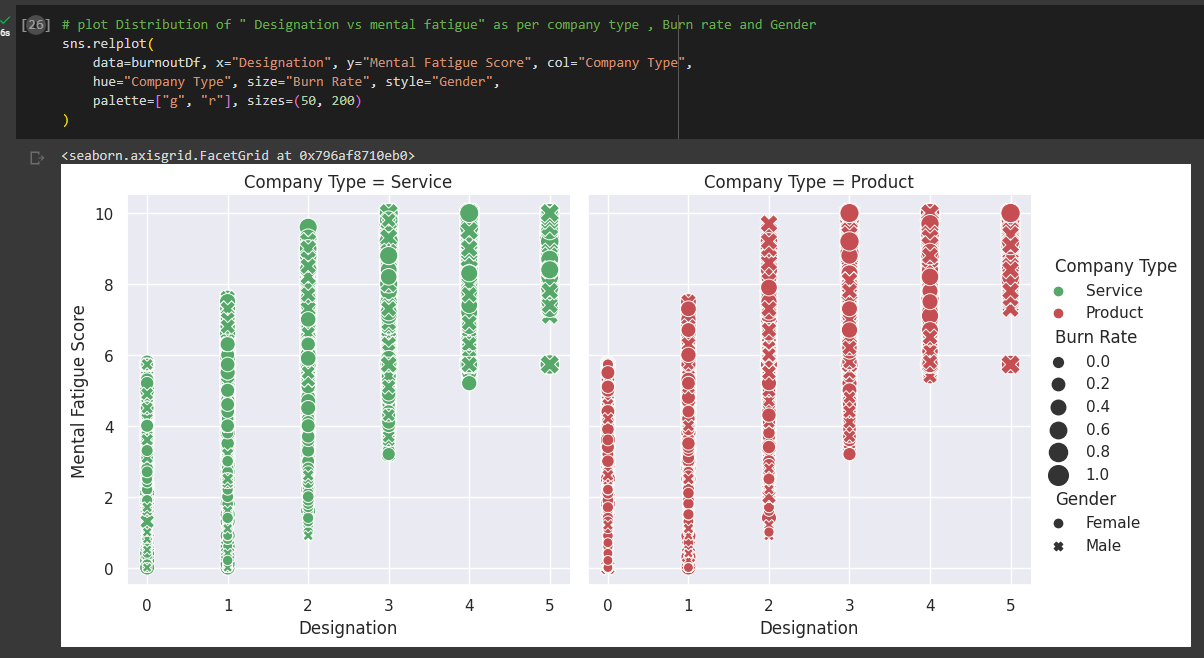 [26] # plot Distribution of " Designation vs mental fatigue" as per company type , Burn rate and Gender
6s
sns.relplot(
data=burnoutDf, x="Designation", y="Mental Fatigue Score", col="Company Type",
hue="Company Type", size="Burn Rate", style="Gender",
palette=["g", "r"], sizes=(50, 200)
)
<seaborn.axisgrid.FacetGrid at 0x796af8710eb0>
Company Type = Service
Company Type = Product
Mental Fatigue Score
10
8
6
4
2
0
0 1 2 3 4 5
Designation
0 1 2 3 4 5
Designation
Company Type
Service
Product
Burn Rate
0.0
0.2
0.4
0.6
0.8
1.0
Gender
Female
Male